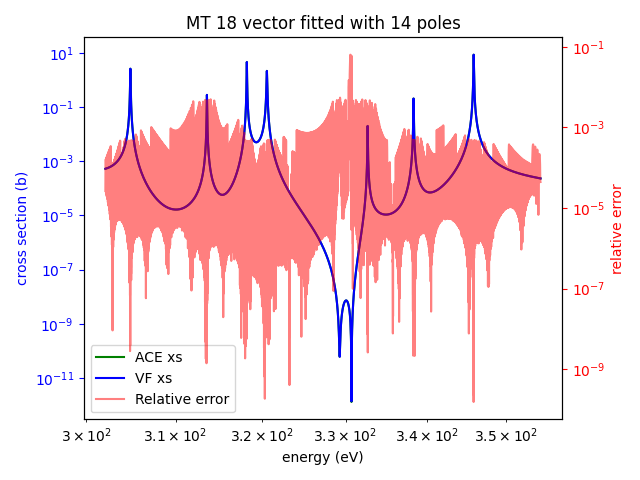 MT 18 vector fitted with 14 poles
10^1
10^-1
10^-3
10^-5
10^-7
10^-9
10^-11
cross section (b)
10^-1
10^-3
10^-5
10^-7
10^-9
relative error
ACE xs
VF xs
Relative error
3 × 10^2
3.1 × 10^2
3.2 × 10^2
3.3 × 10^2
3.4 × 10^2
3.5 × 10^2
energy (eV)